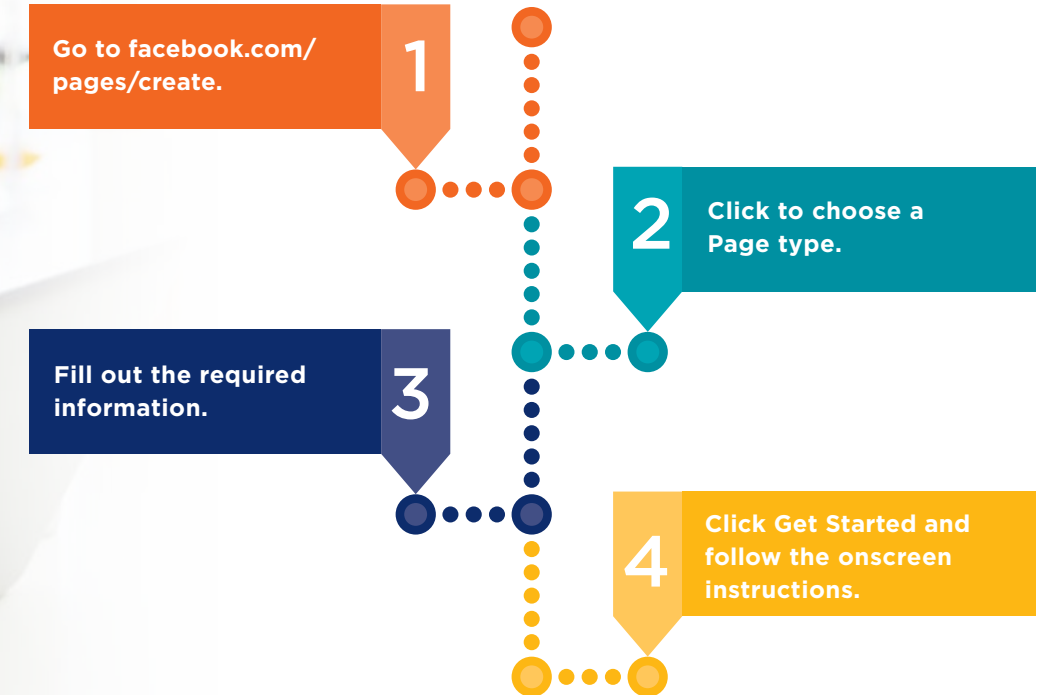 1
Go to facebook.com/
pages/create.
2
Click to choose a
Page type.
3
Fill out the required
information.
4
Click Get Started and
follow the onscreen
instructions.